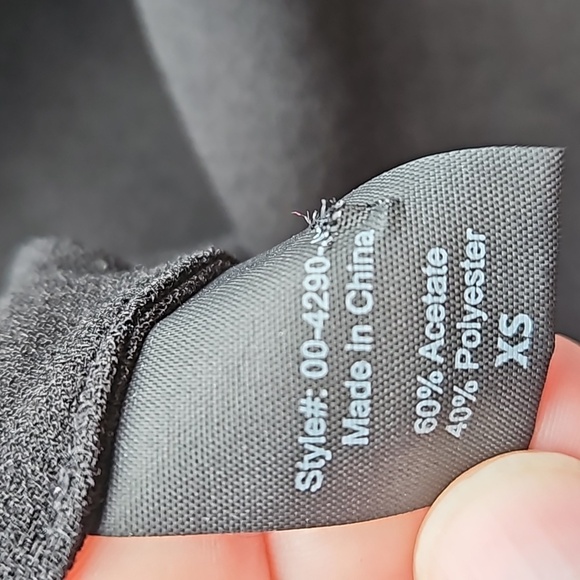 Style#: 00-4290-
Made In China
60% Acetate
40% Polyester
XS